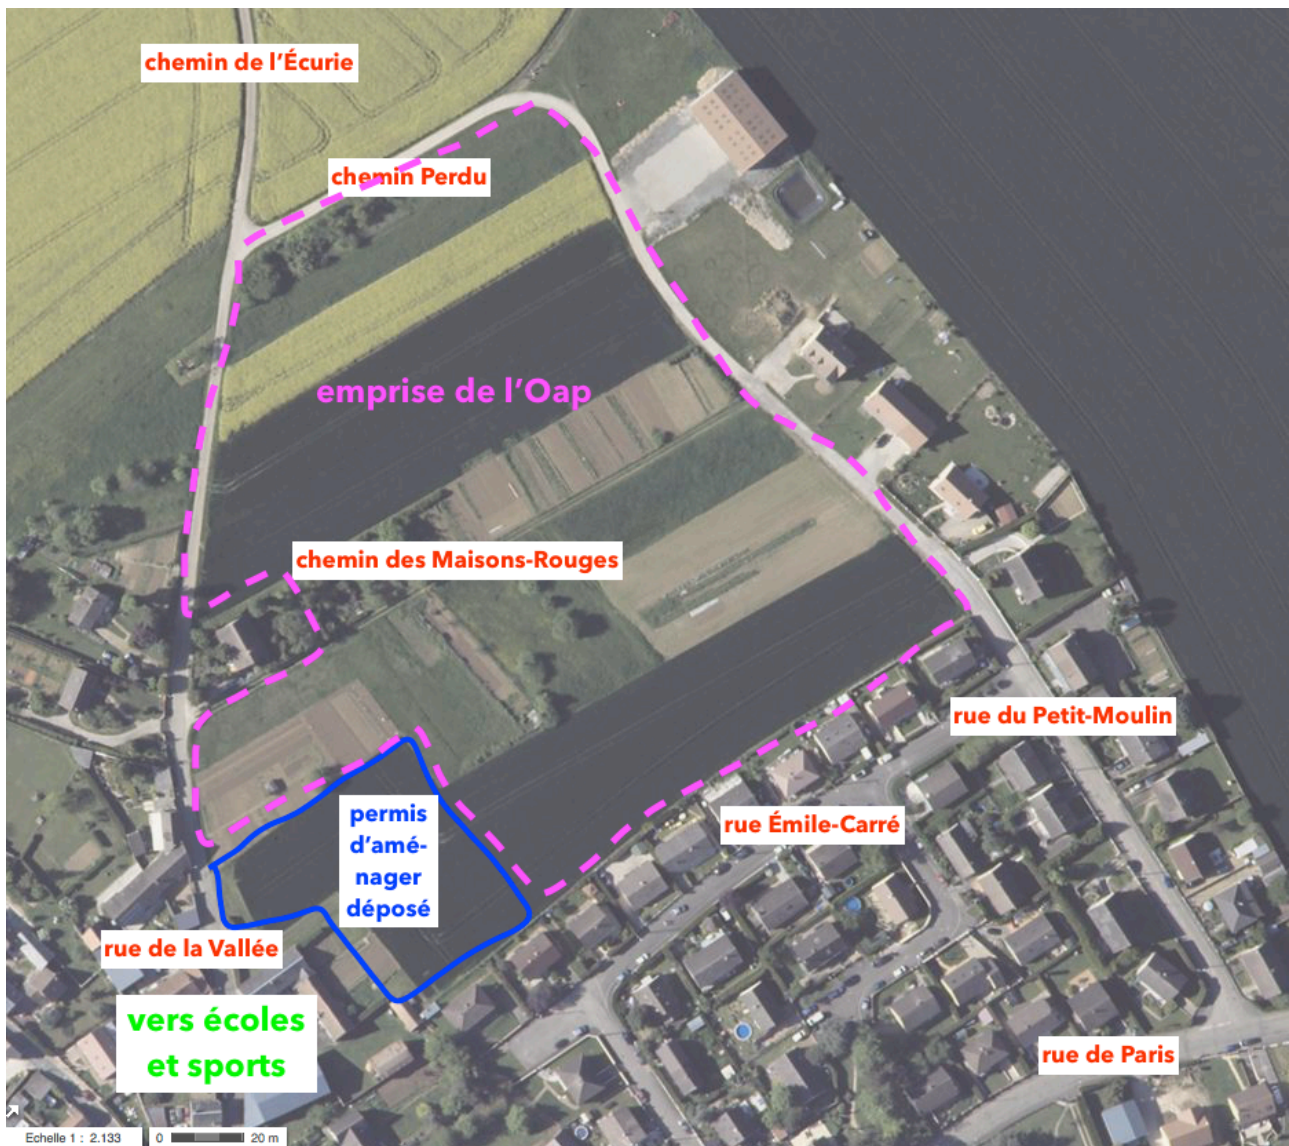 chemin de l’Écurie
chemin Perdu
emprise de l’Oap
chemin des Maisons-Rouges
rue du Petit-Moulin
permis
d’amé-
nager
déposé
rue Émile-Carré
rue de la Vallée
vers écoles
et sports
rue de Paris
Echelle 1 : 2.133
0 20 m